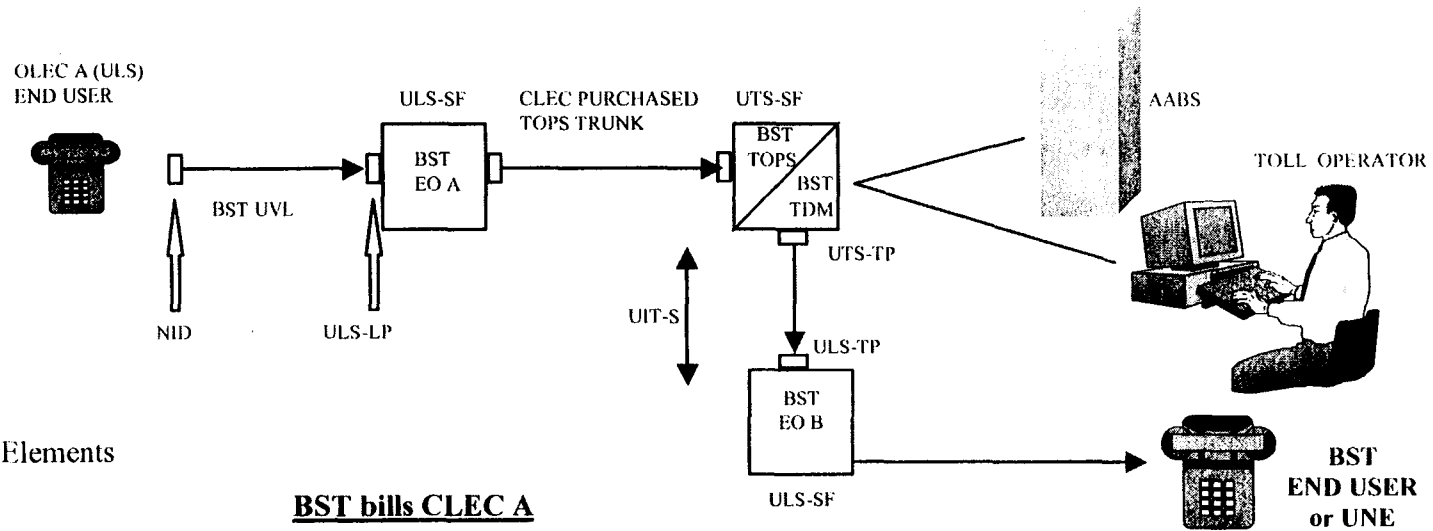 OLEC A (ULS)
END USER
ULS-SF
CLEC PURCHASED
TOPS TRUNK
UTS-SF
AABS
BST
EO A
BST
TOPS
BST
TDM
TOLL OPERATOR
BST UVL
UTS-TP
NID
ULS-LP
UIT-S
ULS-TP
BST
EO B
Elements
BST bills CLEC A
ULS-SF
BST
END USER
or UNE